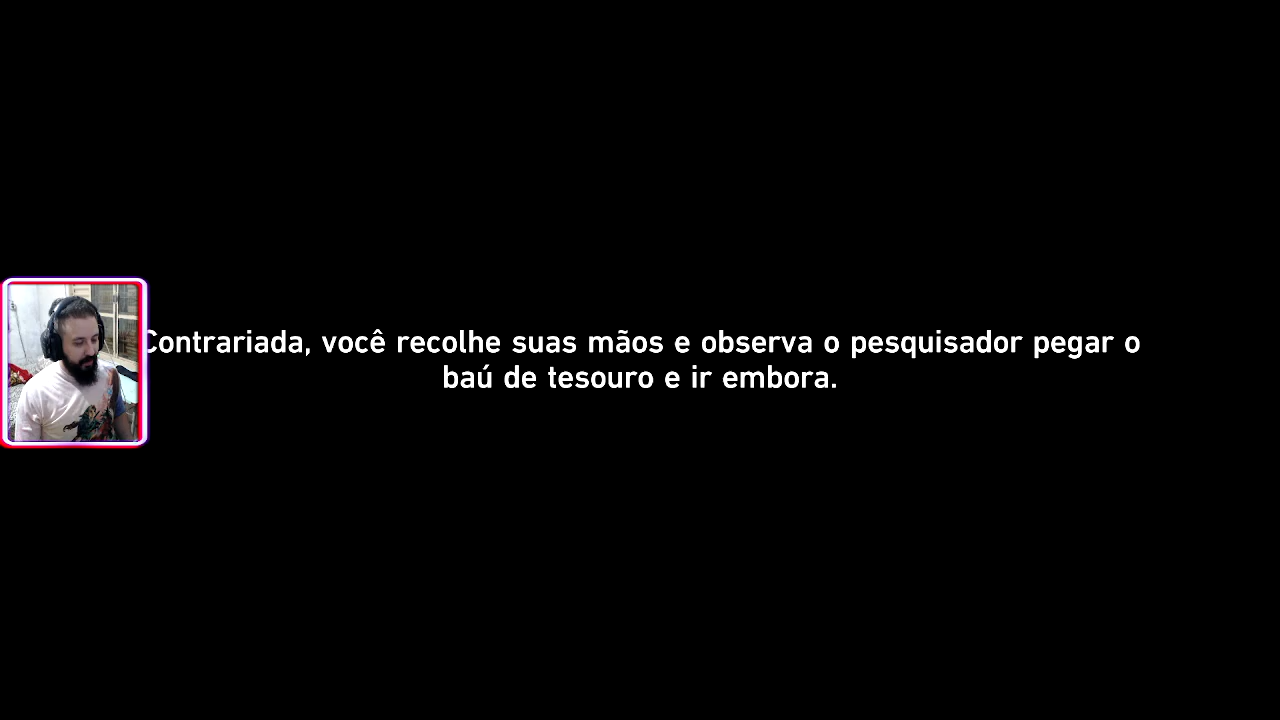 Contrariada, você recolhe suas mãos e observa o pesquisador pegar o
baú de tesouro e ir embora.